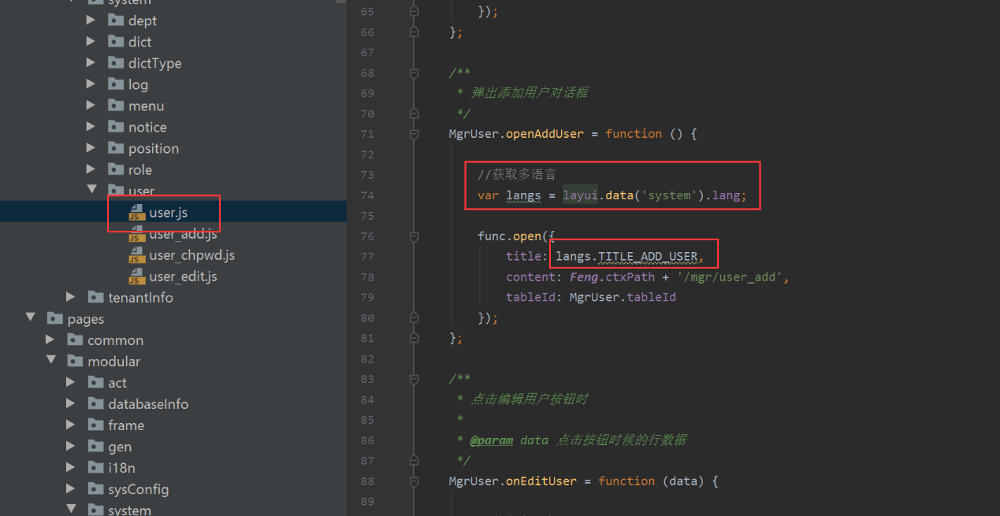 system
dept
dict
dictType
log
menu
notice
position
role
user
user.js
user_add.js
user_chpwd.js
user_edit.js
tenantInfo
pages
common
modular
act
databaseInfo
frame
gen
i18n
sysConfig
system
65 });
66 };
67
68 /**
69 * 弹出添加用户对话框
70 */
71 MgrUser.openAddUser = function () {
72
73 //获取多语言
74 var langs = layui.data('system').lang;
75
76 func.open({
77 title: langs.TITLE_ADD_USER,
78 content: Feng.ctxPath + '/mgr/user_add',
79 tableId: MgrUser.tableId
80 });
81 };
82
83 /**
84 * 点击编辑用户按钮时
85 *
86 * @param data 点击按钮时候的行数据
87 */
88 MgrUser.onEditUser = function (data) {
89